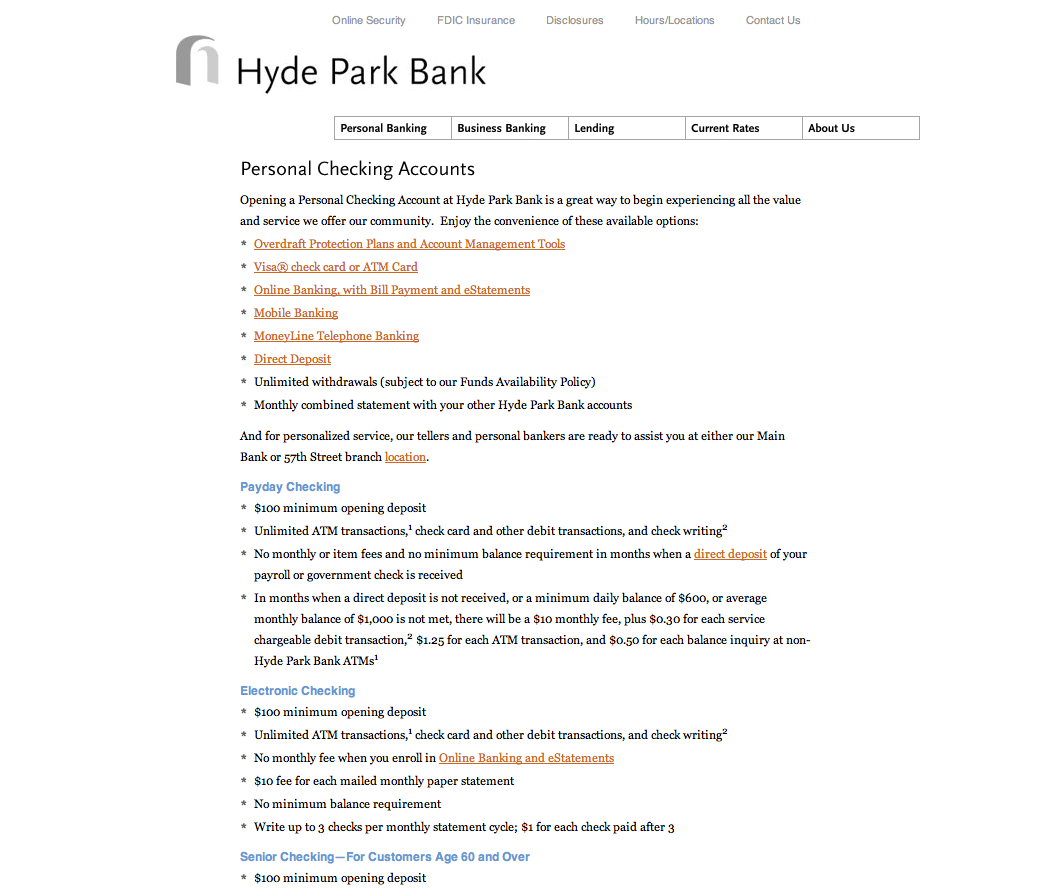 Online Security FDIC Insurance Disclosures Hours/Locations Contact Us
Hyde Park Bank
Personal Banking Business Banking Lending Current Rates About Us
Personal Checking Accounts
Opening a Personal Checking Account at Hyde Park Bank is a great way to begin experiencing all the value
and service we offer our community.  Enjoy the convenience of these available options:
* Overdraft Protection Plans and Account Management Tools
* Visa® check card or ATM Card
* Online Banking, with Bill Payment and eStatements
* Mobile Banking
* MoneyLine Telephone Banking
* Direct Deposit
* Unlimited withdrawals (subject to our Funds Availability Policy)
* Monthly combined statement with your other Hyde Park Bank accounts
And for personalized service, our tellers and personal bankers are ready to assist you at either our Main
Bank or 57th Street branch location.
Payday Checking
* $100 minimum opening deposit
* Unlimited ATM transactions,¹ check card and other debit transactions, and check writing²
* No monthly or item fees and no minimum balance requirement in months when a direct deposit of your
payroll or government check is received
* In months when a direct deposit is not received, or a minimum daily balance of $600, or average
monthly balance of $1,000 is not met, there will be a $10 monthly fee, plus $0.30 for each service
chargeable debit transaction,² $1.25 for each ATM transaction, and $0.50 for each balance inquiry at non-
Hyde Park Bank ATMs¹
Electronic Checking
* $100 minimum opening deposit
* Unlimited ATM transactions,¹ check card and other debit transactions, and check writing²
* No monthly fee when you enroll in Online Banking and eStatements
* $10 fee for each mailed monthly paper statement
* No minimum balance requirement
* Write up to 3 checks per monthly statement cycle; $1 for each check paid after 3
Senior Checking—For Customers Age 60 and Over
* $100 minimum opening deposit